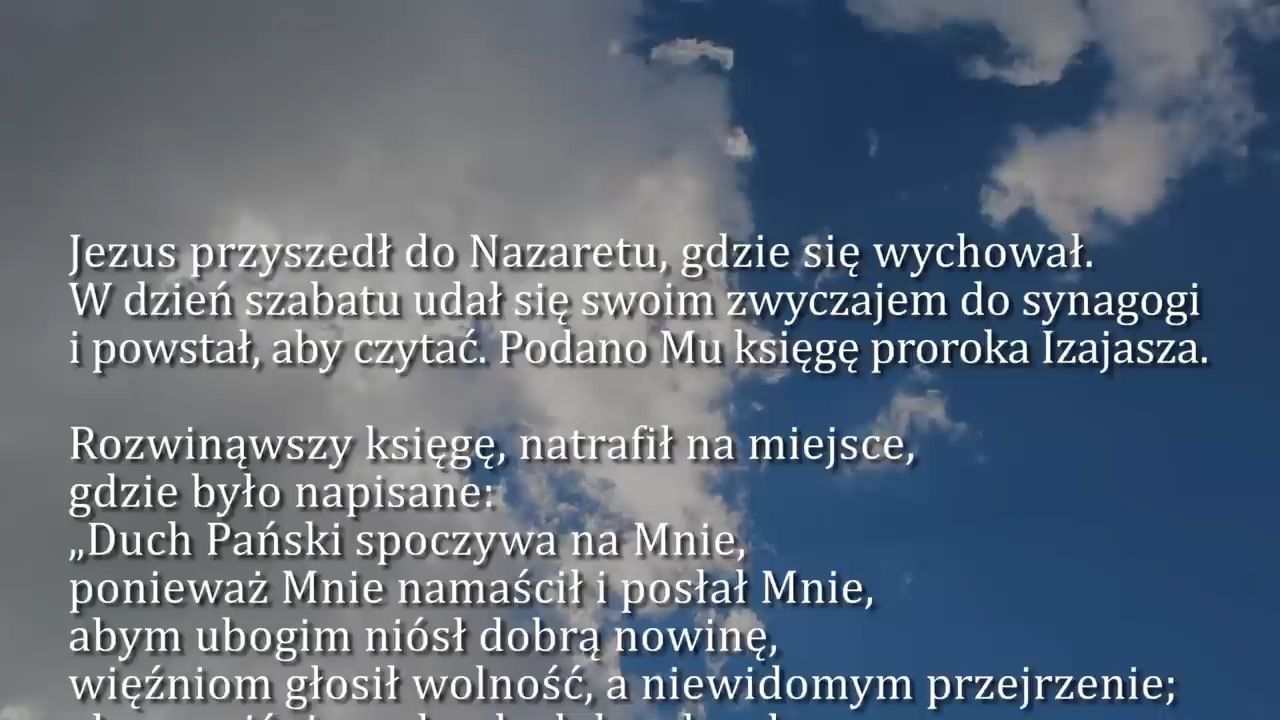 Jezus przyszedł do Nazaretu, gdzie się wychował.
W dzień szabatu udał się swoim zwyczajem do synagogi
i powstał, aby czytać. Podano Mu księgę proroka Izajasza.
Rozwinąwszy księgę, natrafił na miejsce,
gdzie było napisane:
„Duch Pański spoczywa na Mnie,
ponieważ Mnie namaścił i posłał Mnie,
abym ubogim niósł dobrą nowinę,
więźniom głosił wolność, a niewidomym przejrzenie;